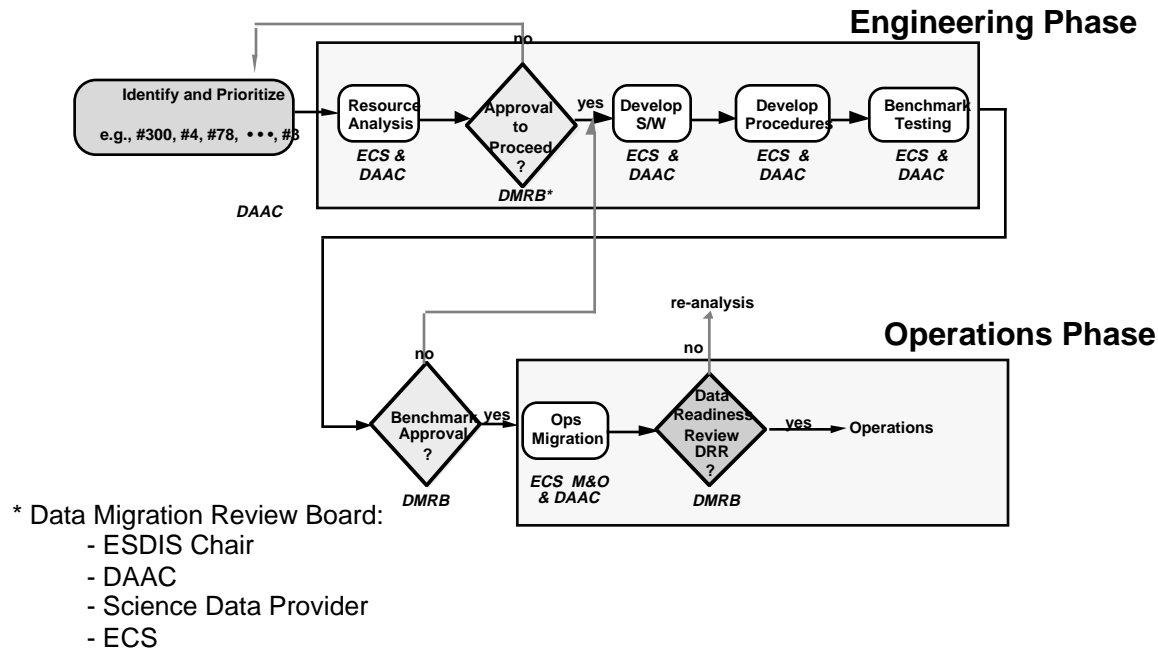 Engineering Phase
no
Identify and Prioritize
e.g., #300, #4, #78, •••, #3
DAAC
Resource
Analysis
ECS &
DAAC
Approval
to
Proceed
?
DMRB*
yes
Develop
S/W
ECS &
DAAC
Develop
Procedures
ECS &
DAAC
Benchmark
Testing
ECS &
DAAC
re-analysis
Operations Phase
no
Benchmark
Approval
?
DMRB
yes
Ops
Migration
ECS M&O
& DAAC
no
Data
Readiness
Review
DRR
?
DMRB
yes
Operations
* Data Migration Review Board:
- ESDIS Chair
- DAAC
- Science Data Provider
- ECS